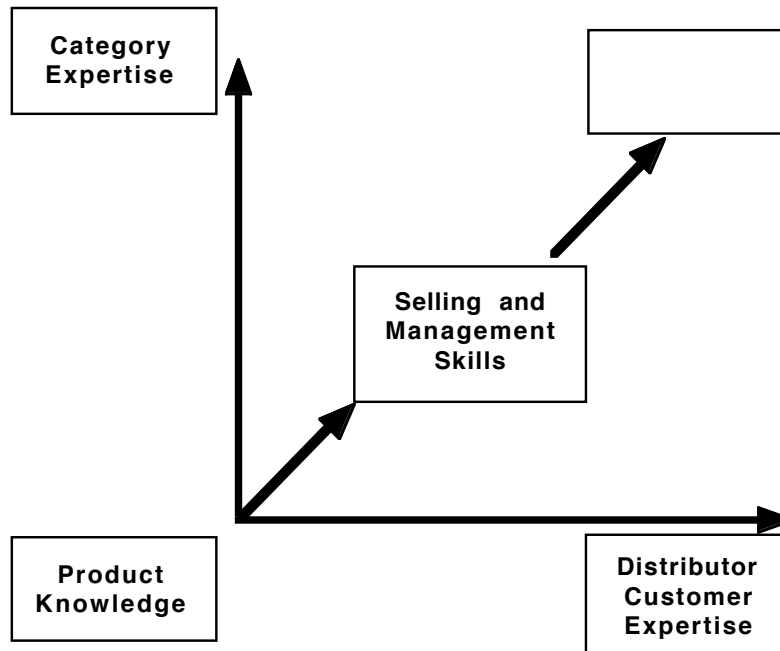 Category
Expertise
Selling and
Management
Skills
Product
Knowledge
Distributor
Customer
Expertise